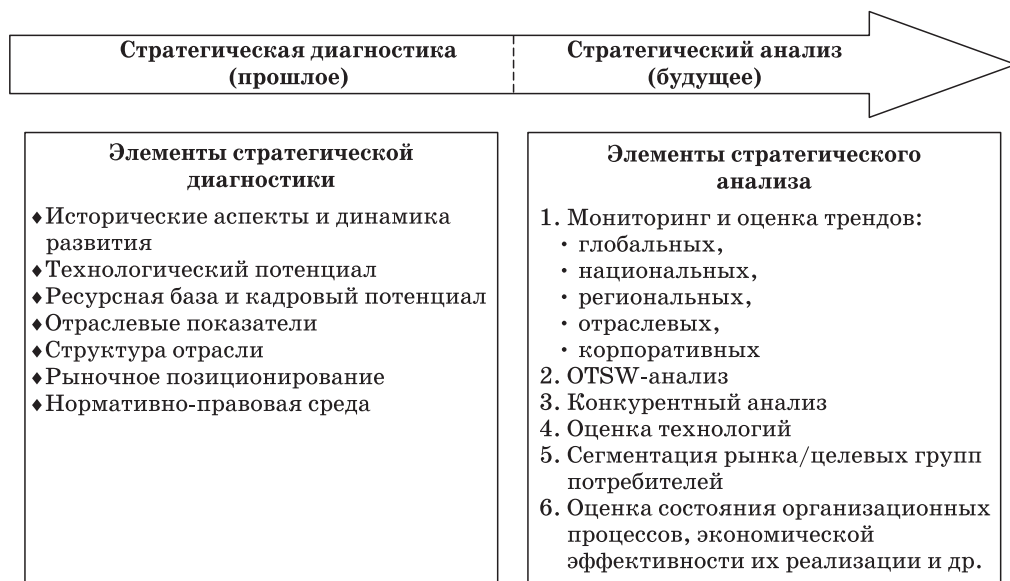 Стратегическая диагностика
(прошлое)
Стратегический анализ
(будущее)
Элементы стратегической
диагностики
♦Исторические аспекты и динамика
развития
♦Технологический потенциал
♦Ресурсная база и кадровый потенциал
♦Отраслевые показатели
♦Структура отрасли
♦Рыночное позиционирование
♦Нормативно-правовая среда
Элементы стратегического
анализа
1. Мониторинг и оценка трендов:
· глобальных,
· национальных,
· региональных,
· отраслевых,
· корпоративных
2. OTSW-анализ
3. Конкурентный анализ
4. Оценка технологий
5. Сегментация рынка/целевых групп
потребителей
6. Оценка состояния организационных
процессов, экономической
эффективности их реализации и др.